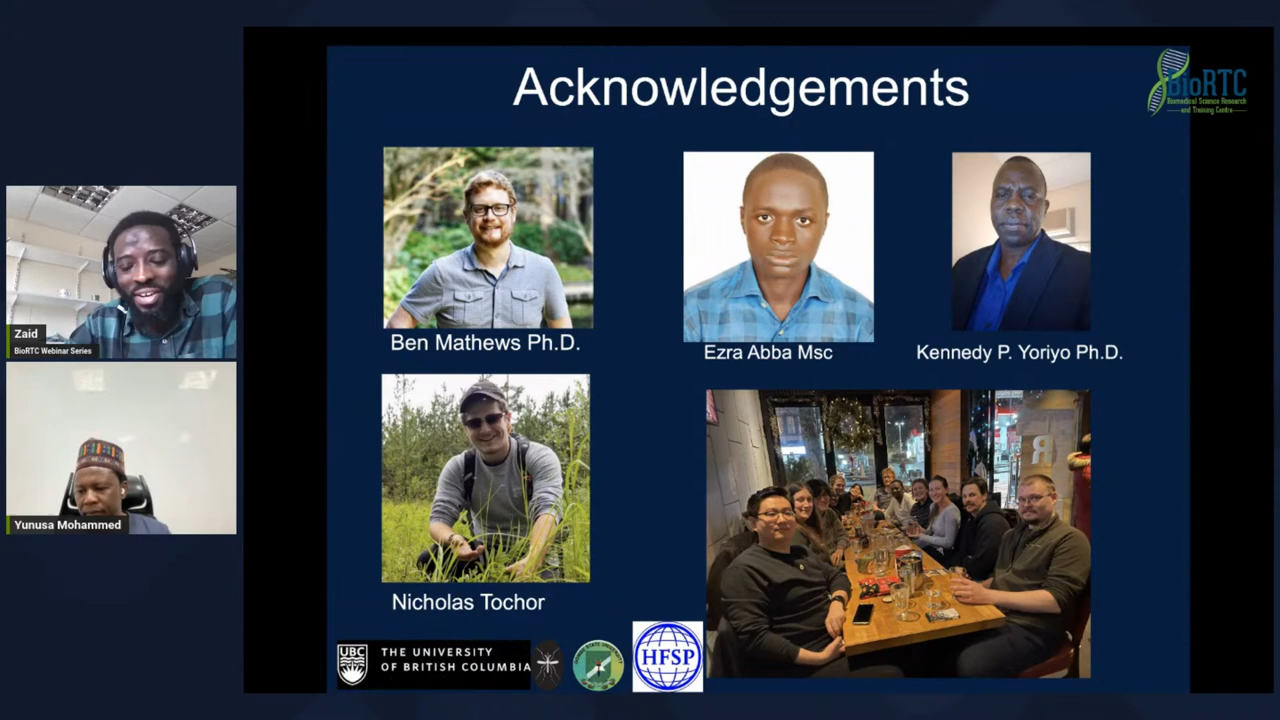 Acknowledgements
BioRTC
Biomedical Science Research
and Training Centre
Zaid
BioRTC Webinar Series
Yunusa Mohammed
Ben Mathews Ph.D.
Ezra Abba Msc
Kennedy P. Yoriyo Ph.D.
Nicholas Tochor
UBC
THE UNIVERSITY
OF BRITISH COLUMBIA
HFSP